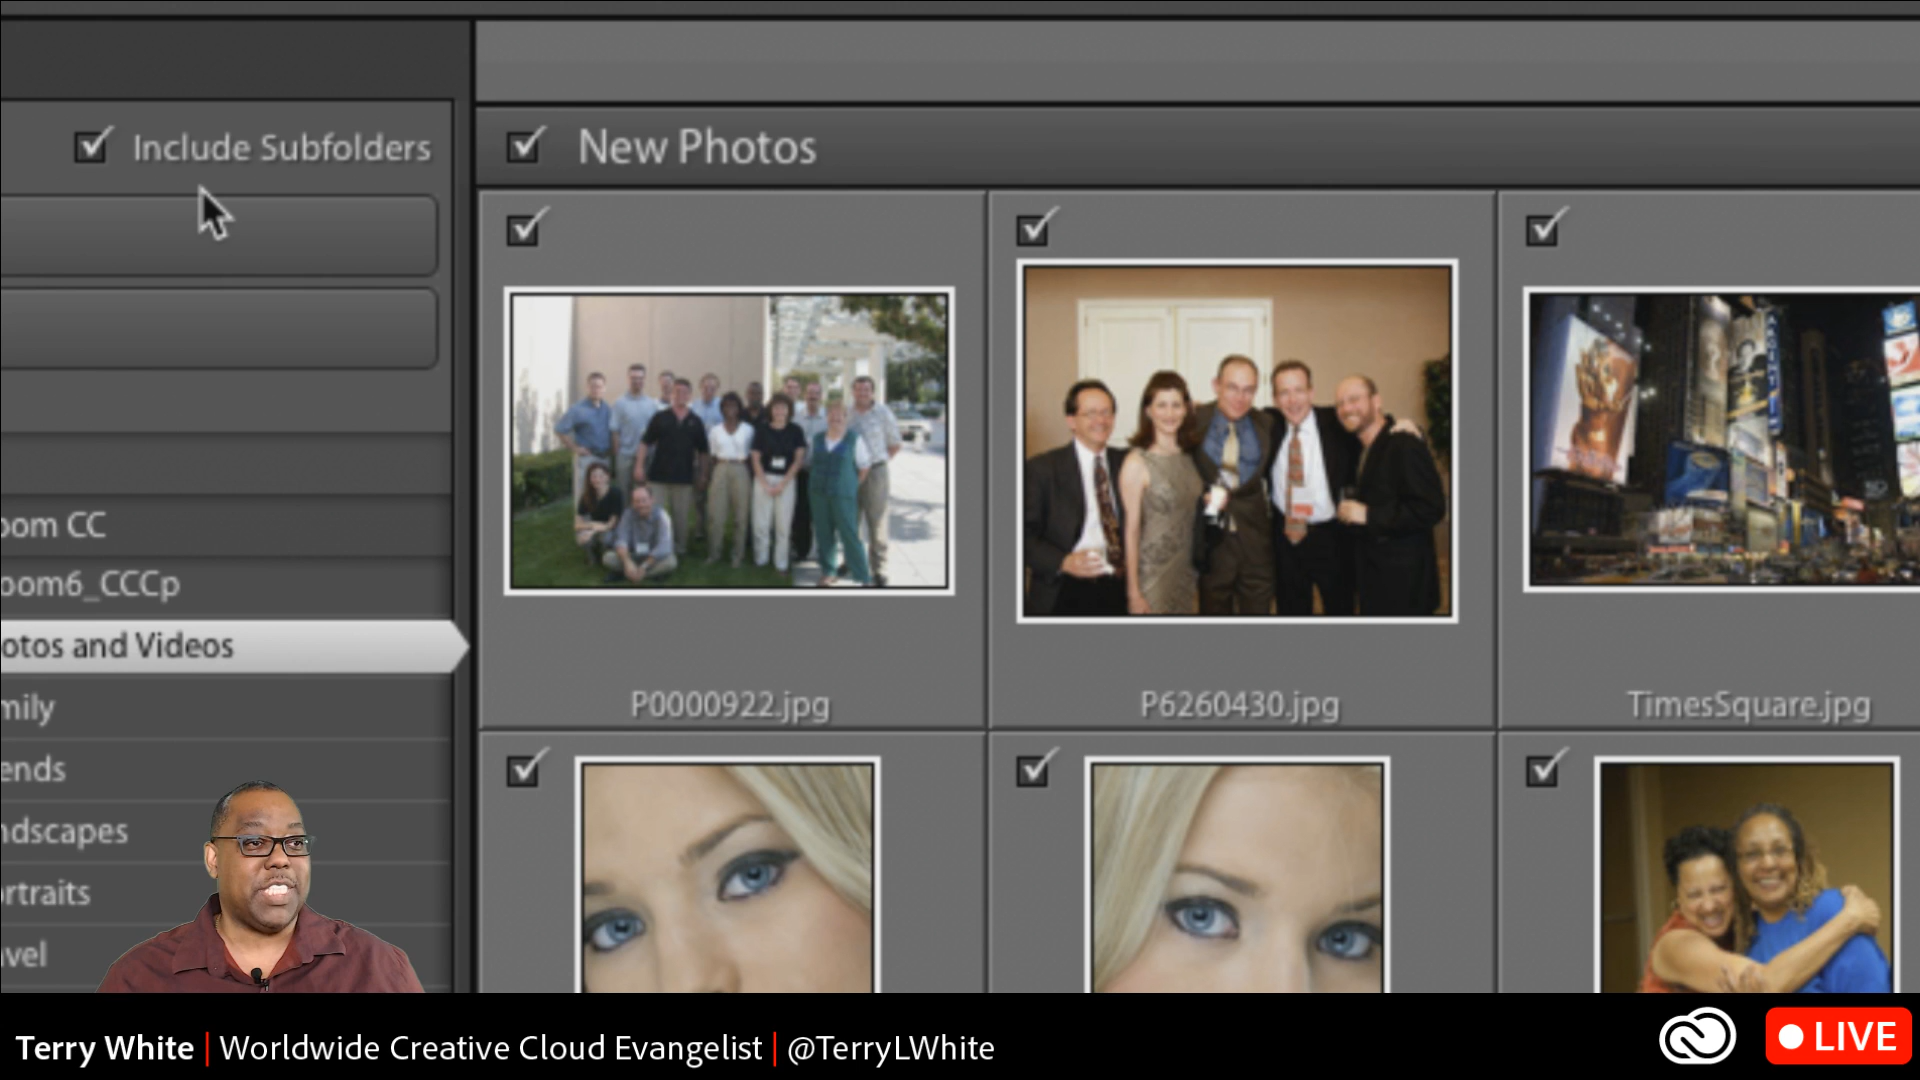 Include Subfolders
New Photos
oom CC
oom6_CCCp
otos and Videos
mily
ends
ndscapes
ortraits
vel
P0000922.jpg
P6260430.jpg
TimesSquare.jpg
Terry White | Worldwide Creative Cloud Evangelist | @TerryLWhite
LIVE